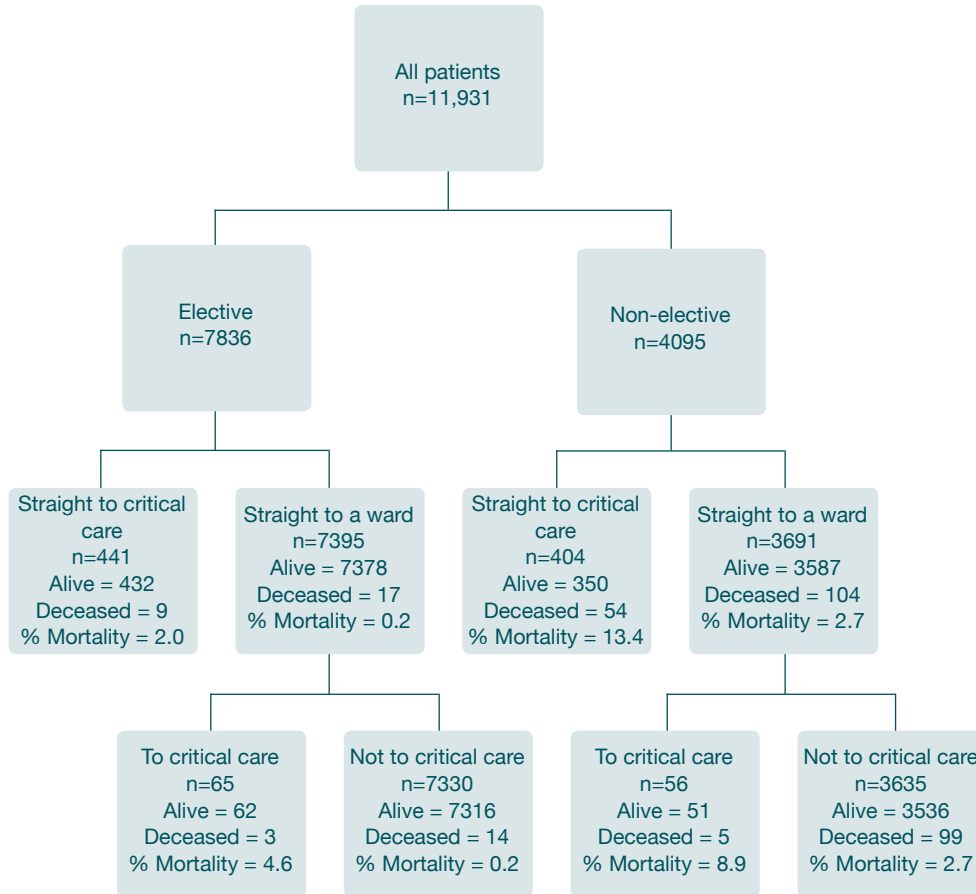 All patients
n=11,931
Elective
n=7836
Non-elective
n=4095
Straight to critical
care
n=441
Alive = 432
Deceased = 9
% Mortality = 2.0
Straight to a ward
n=7395
Alive = 7378
Deceased = 17
% Mortality = 0.2
Straight to critical
care
n=404
Alive = 350
Deceased = 54
% Mortality = 13.4
Straight to a ward
n=3691
Alive = 3587
Deceased = 104
% Mortality = 2.7
To critical care
n=65
Alive = 62
Deceased = 3
% Mortality = 4.6
Not to critical care
n=7330
Alive = 7316
Deceased = 14
% Mortality = 0.2
To critical care
n=56
Alive = 51
Deceased = 5
% Mortality = 8.9
Not to critical care
n=3635
Alive = 3536
Deceased = 99
% Mortality = 2.7